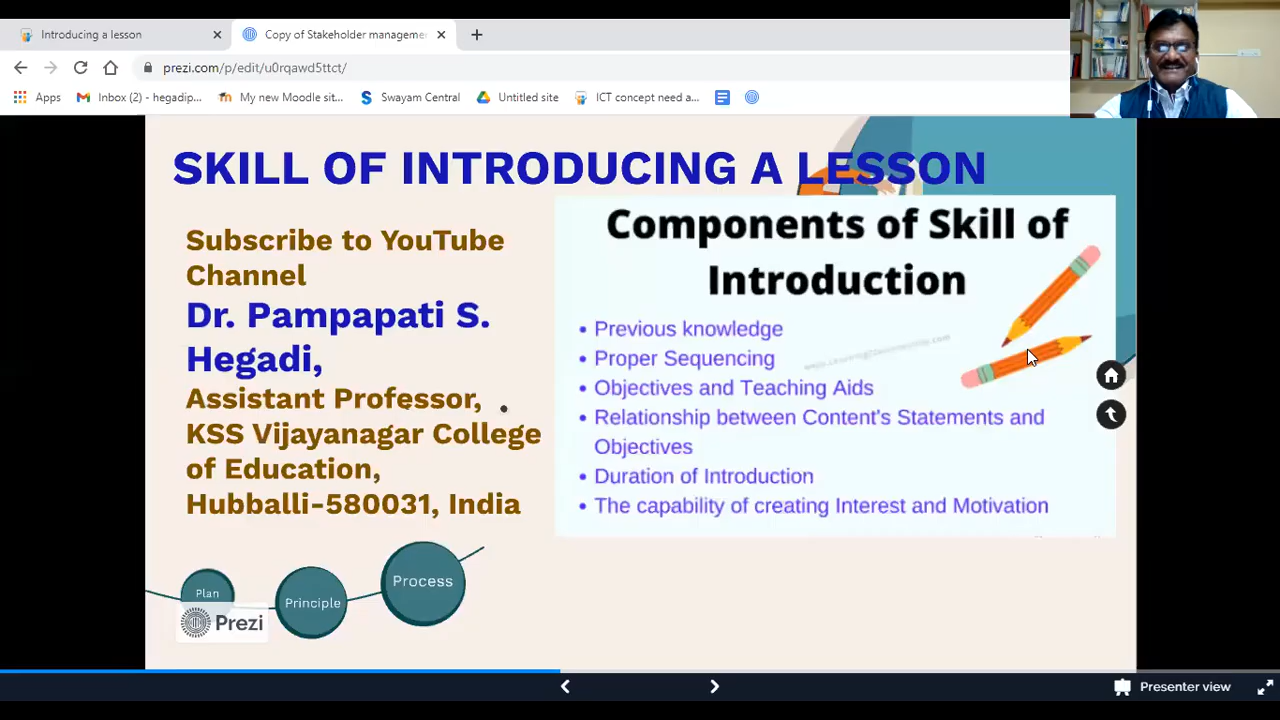 Introducing a lesson
Copy of Stakeholder manageme
prezi.com/p/edit/u0rqawd5ttct/
Apps
Inbox (2) - hegadip...
My new Moodle sit...
Swayam Central
Untitled site
ICT concept need a...
SKILL OF INTRODUCING A LESSON
Subscribe to YouTube
Channel
Dr. Pampapati S.
Hegadi,
Assistant Professor,
KSS Vijayanagar College
of Education,
Hubballi-580031, India
Components of Skill of
Introduction
• Previous knowledge
• Proper Sequencing
• Objectives and Teaching Aids
• Relationship between Content's Statements and
Objectives
• Duration of Introduction
• The capability of creating Interest and Motivation
Plan
Principle
Process
Prezi
Presenter view